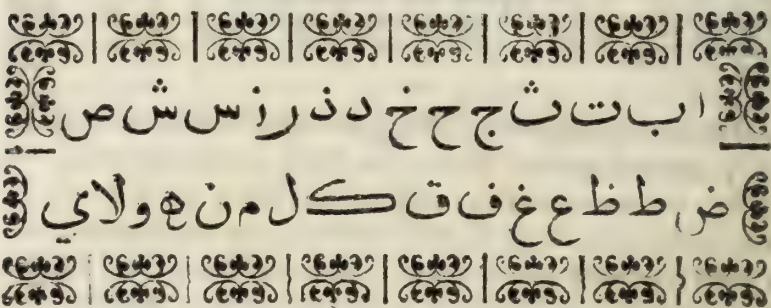 ا ب ت ث ج ح خ د ذ ر ز س ش ص
ض ط ظ ع غ ف ق ك ل م ن ه و لا ي